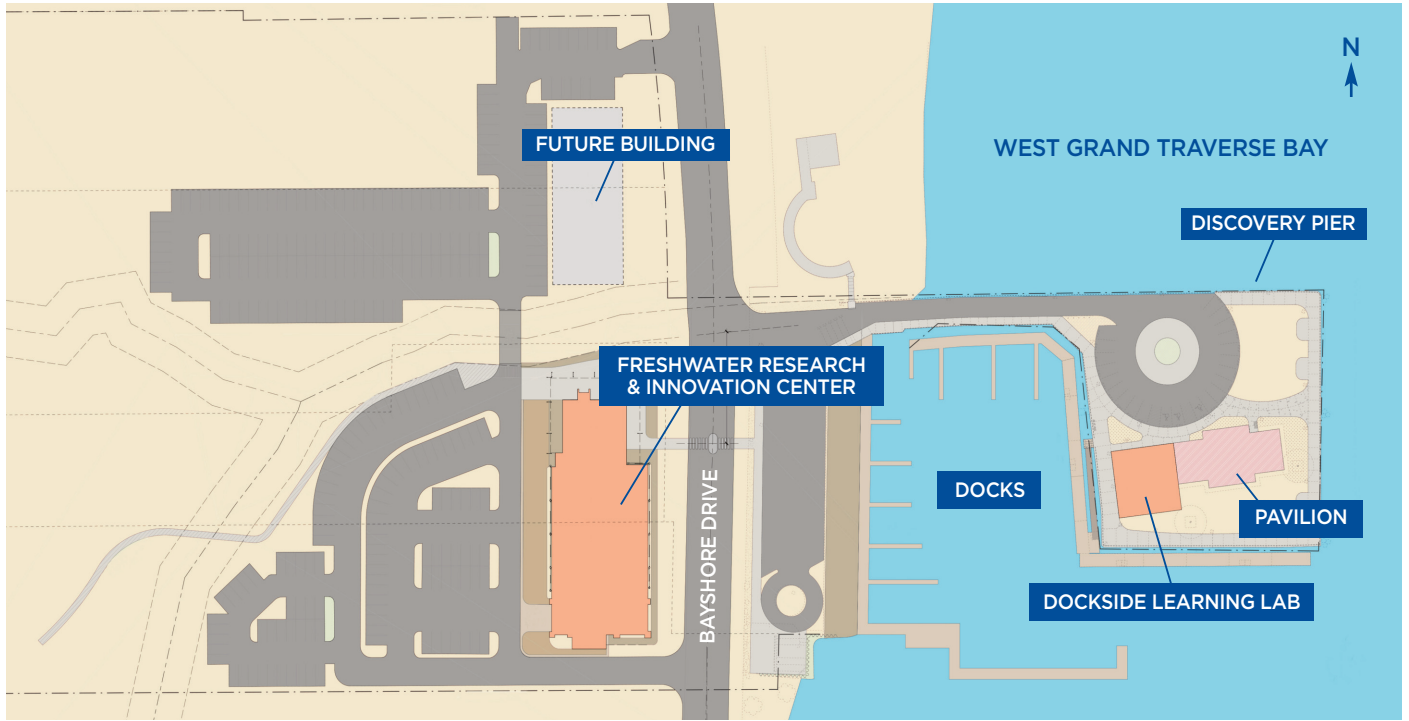 N
FUTURE BUILDING
WEST GRAND TRAVERSE BAY
DISCOVERY PIER
FRESHWATER RESEARCH
& INNOVATION CENTER
BAYSHORE DRIVE
DOCKS
PAVILION
DOCKSIDE LEARNING LAB